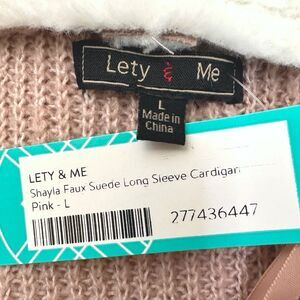 Lety & Me
L
Made in
China
LETY & ME
Shayla Faux Suede Long Sleeve Cardigan
Pink - L
277436447